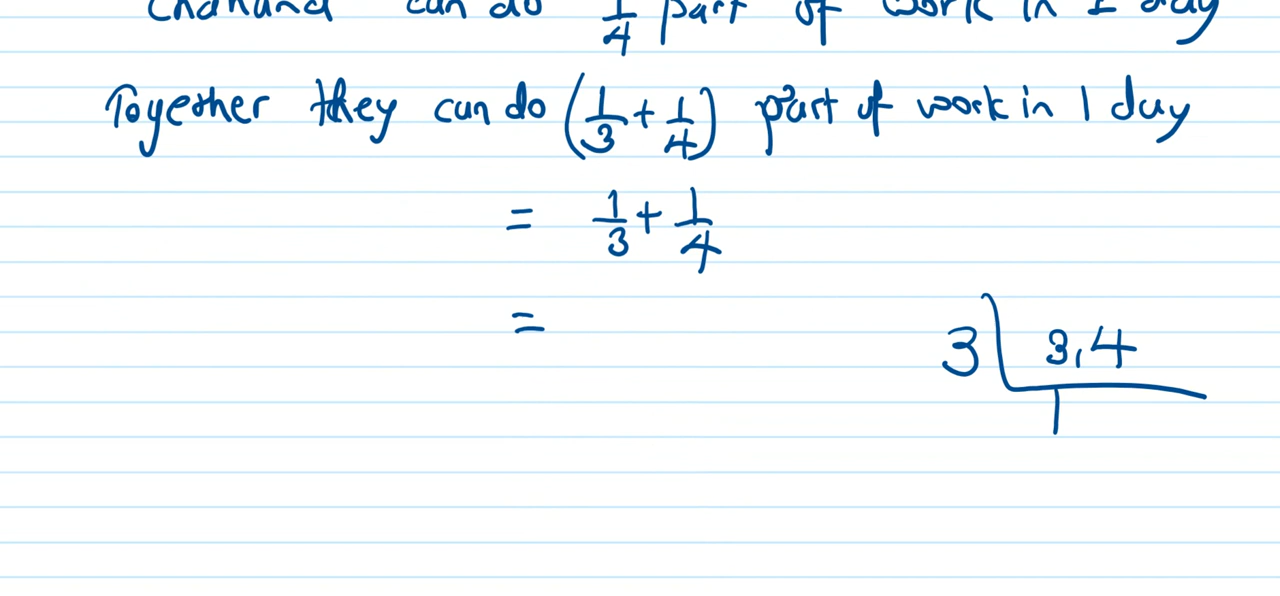 can do 1/4 part of work in 1 day
Together they can do (1/3 + 1/4) part of work in 1 day
= 1/3 + 1/4
=
3 | 3,4
1